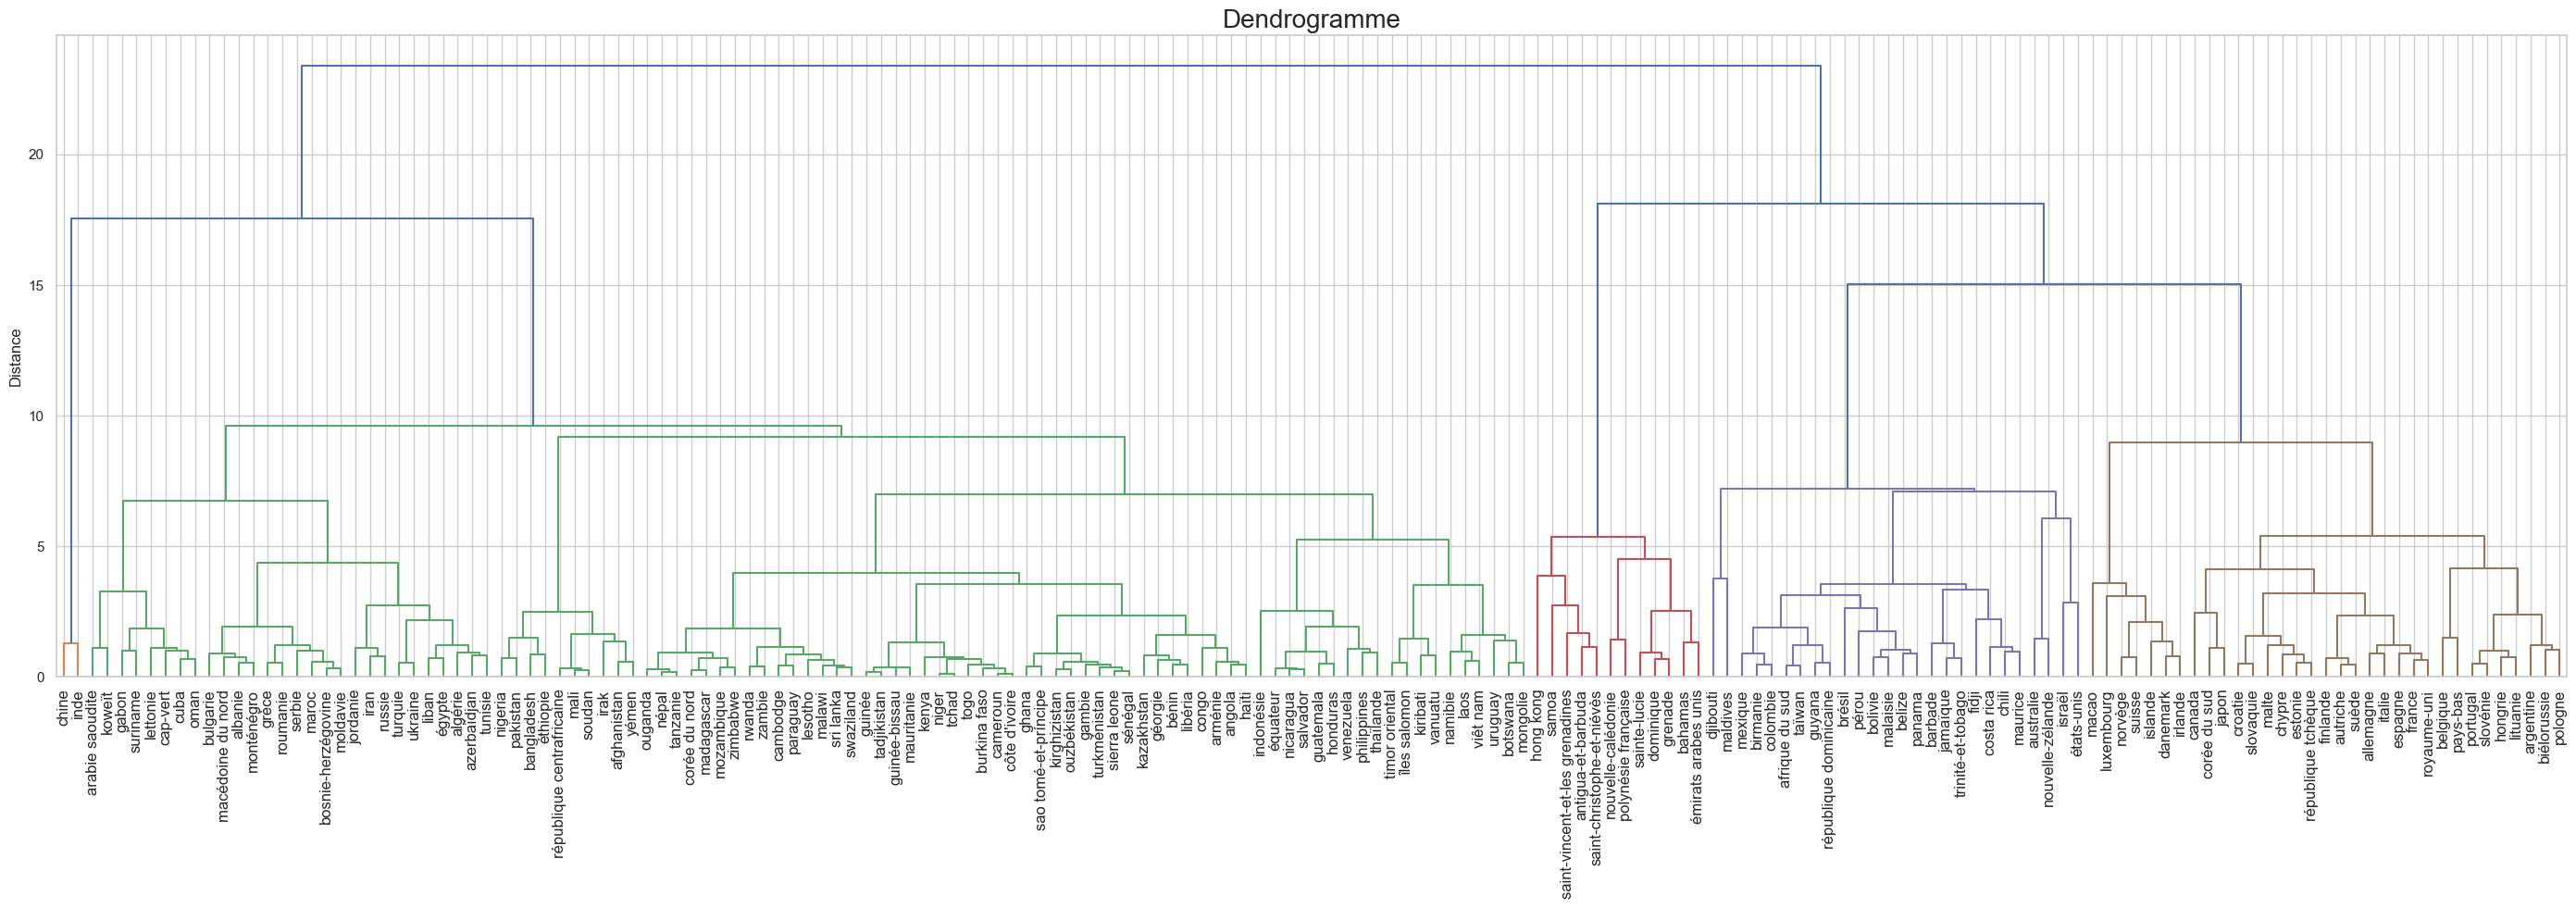 Dendrogramme
Distance
20
15
10
5
0
chine
inde
arabie saoudite
koweït
gabon
suriname
lettonie
cap-vert
cuba
oman
bulgarie
macédoine du nord
albanie
monténégro
grèce
roumanie
serbie
maroc
bosnie-herzégovine
moldavie
jordanie
iran
russie
turquie
ukraine
liban
égypte
algérie
azerbaïdjan
tunisie
nigeria
pakistan
bangladesh
éthiopie
république centrafricaine
mali
soudan
irak
afghanistan
yémen
ouganda
népal
tanzanie
corée du nord
madagascar
mozambique
zimbabwe
rwanda
zambie
cambodge
paraguay
lesotho
malawi
sri lanka
swaziland
guinée
tadjikistan
guinée-bissau
mauritanie
kenya
niger
tchad
togo
burkina faso
cameroun
côte d'ivoire
ghana
sao tomé-et-principe
kirghizistan
ouzbékistan
gambie
turkménistan
sierra leone
sénégal
kazakhstan
géorgie
bénin
libéria
congo
arménie
angola
haïti
indonésie
équateur
nicaragua
salvador
guatemala
honduras
venezuela
philippines
thaïlande
timor oriental
îles salomon
kiribati
vanuatu
namibie
laos
viêt nam
uruguay
botswana
mongolie
hong kong
samoa
saint-vincent-et-les grenadines
antigua-et-barbuda
saint-christophe-et-niévès
nouvelle-calédonie
polynésie française
sainte-lucie
dominique
grenade
bahamas
émirats arabes unis
djibouti
maldives
mexique
birmanie
colombie
afrique du sud
taïwan
guyana
république dominicaine
brésil
pérou
bolivie
malaisie
belize
panama
barbade
jamaïque
trinité-et-tobago
fidji
costa rica
chili
maurice
australie
nouvelle-zélande
israël
états-unis
macao
luxembourg
norvège
suisse
islande
danemark
irlande
canada
corée du sud
japon
croatie
slovaquie
malte
chypre
estonie
république tchèque
finlande
autriche
suède
allemagne
italie
espagne
france
royaume-uni
belgique
pays-bas
portugal
slovénie
hongrie
lituanie
argentine
biélorussie
pologne